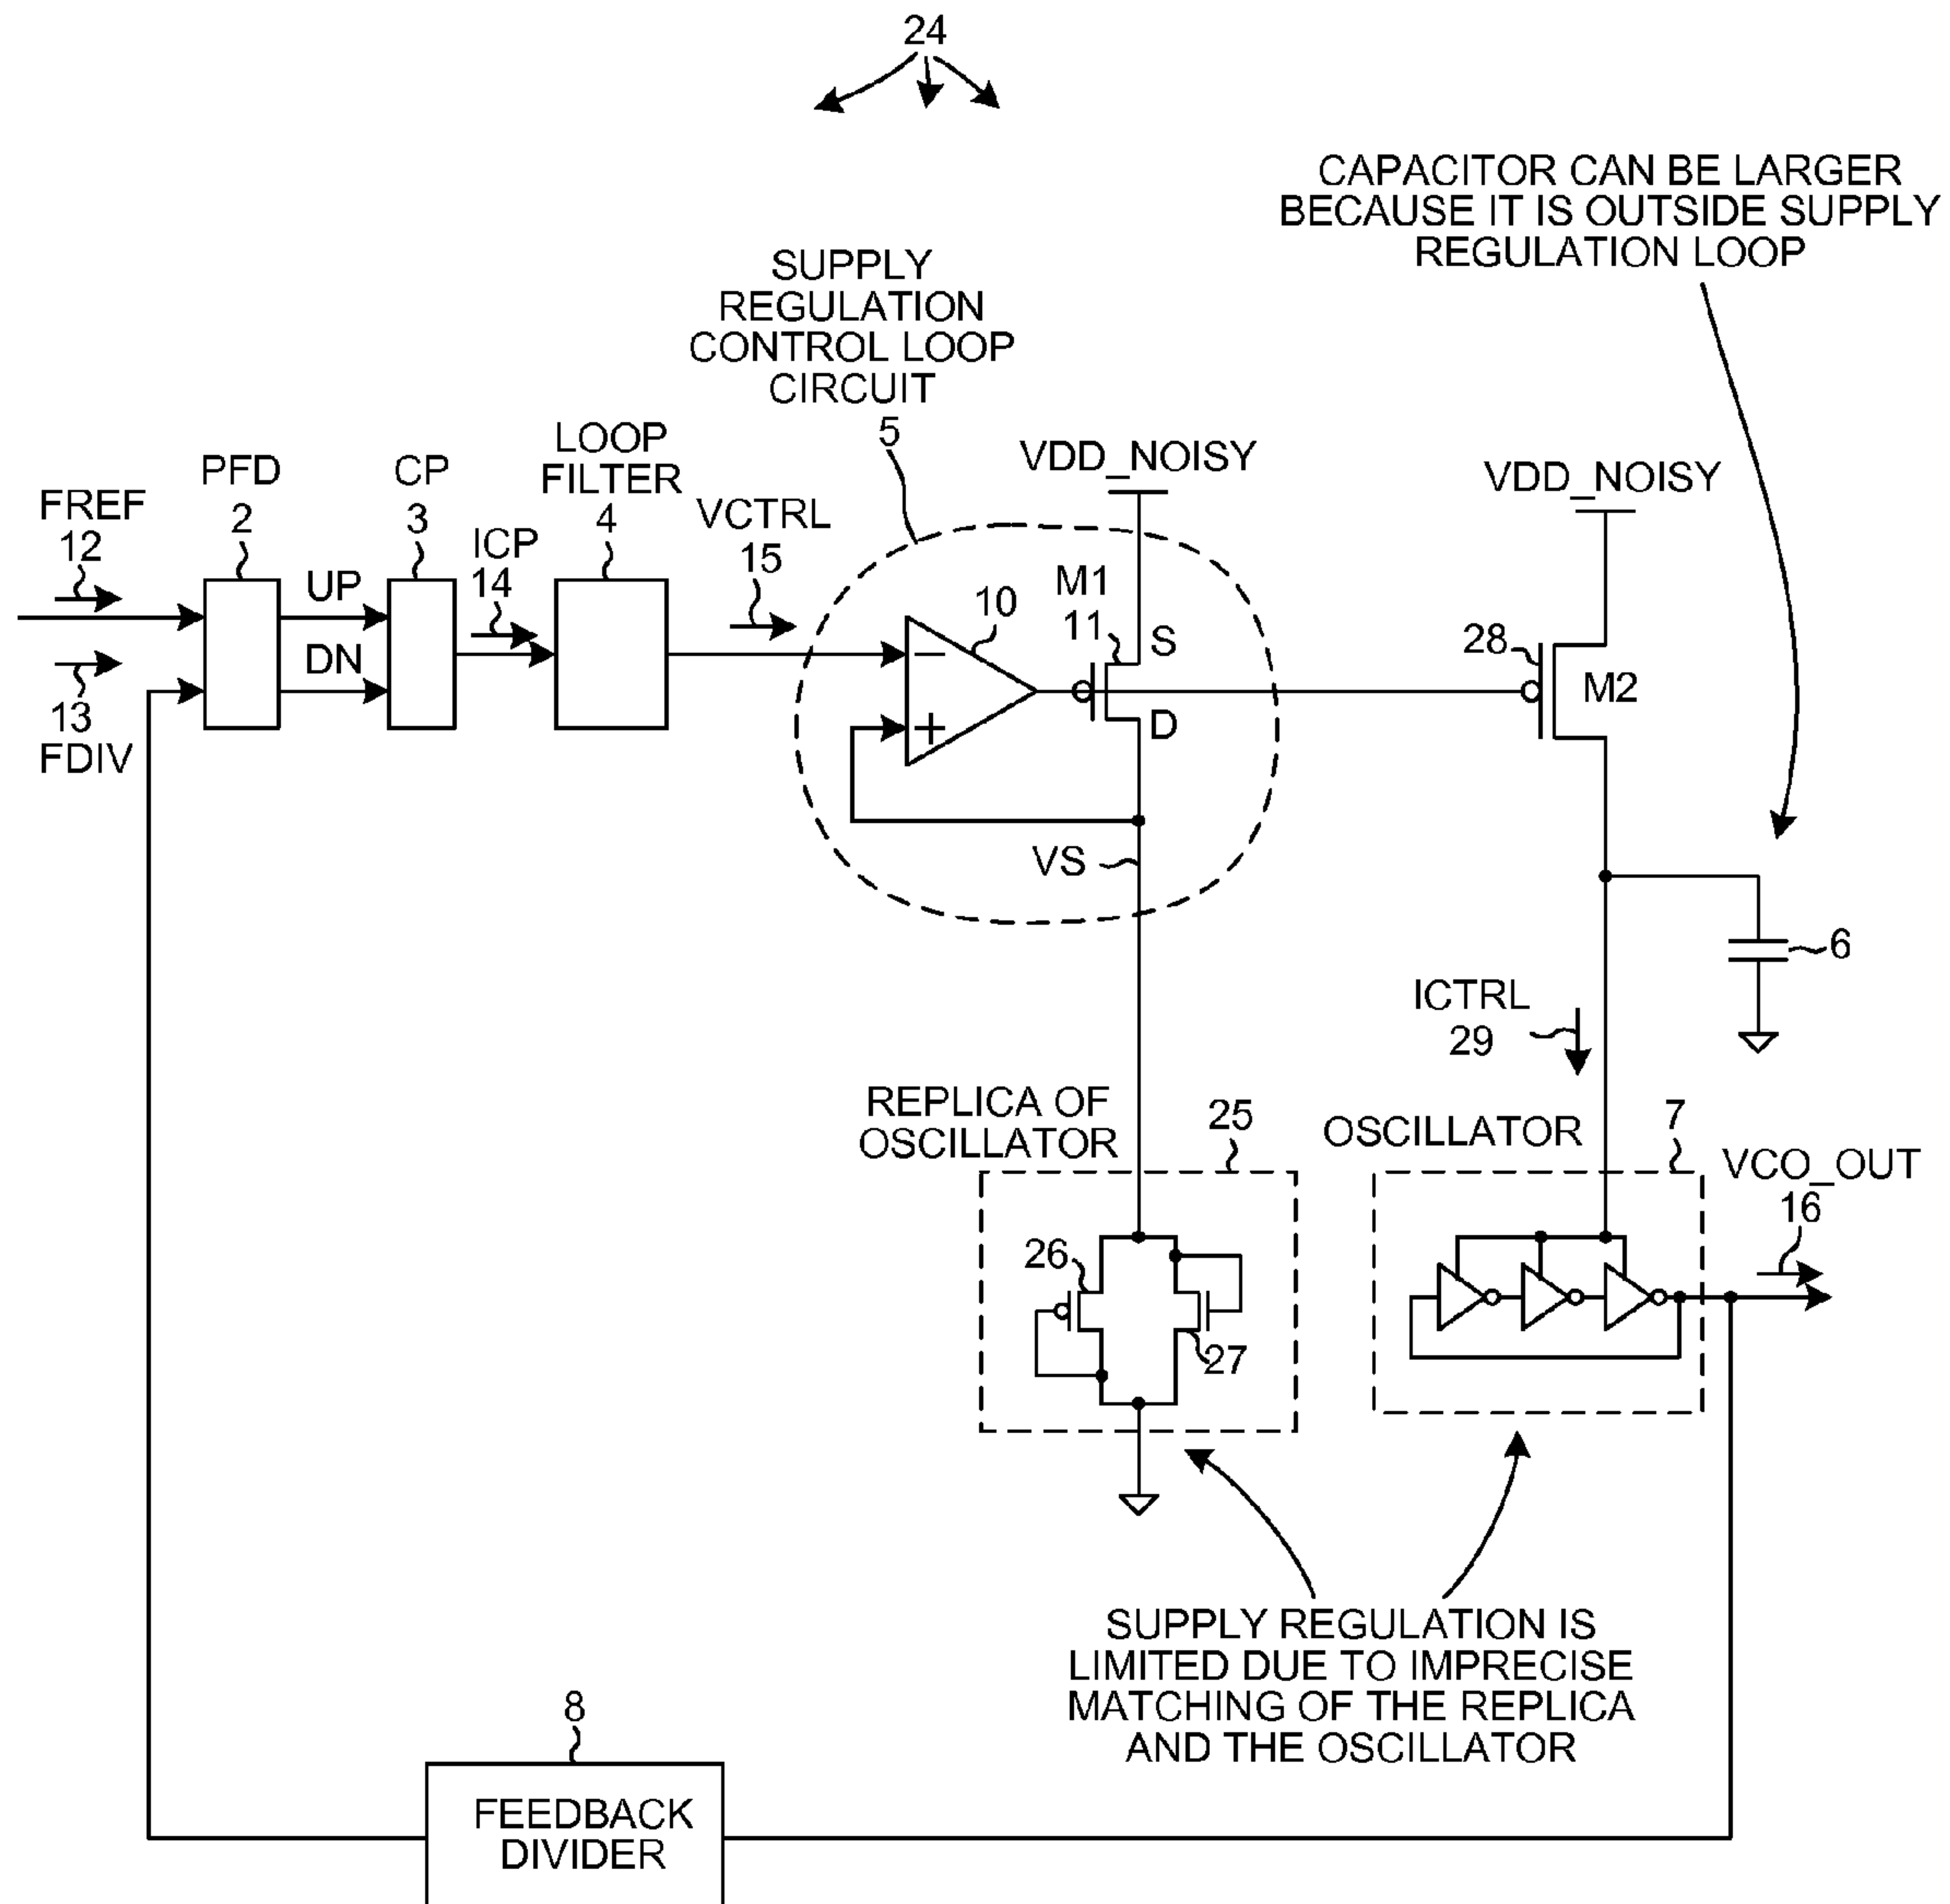 24
CAPACITOR CAN BE LARGER
BECAUSE IT IS OUTSIDE SUPPLY
REGULATION LOOP
SUPPLY
REGULATION
CONTROL LOOP
CIRCUIT
5
LOOP
FILTER
4
PFD
2
CP
3
FREF
12
ICP
14
VCTRL
15
VDD_NOISY
VDD_NOISY
UP
DN
13
FDIV
10
M1
11
S
D
28
M2
−
+
VS
6
ICTRL
29
REPLICA OF
OSCILLATOR
25
OSCILLATOR
7
VCO_OUT
16
26
27
SUPPLY REGULATION IS
LIMITED DUE TO IMPRECISE
MATCHING OF THE REPLICA
AND THE OSCILLATOR
8
FEEDBACK
DIVIDER